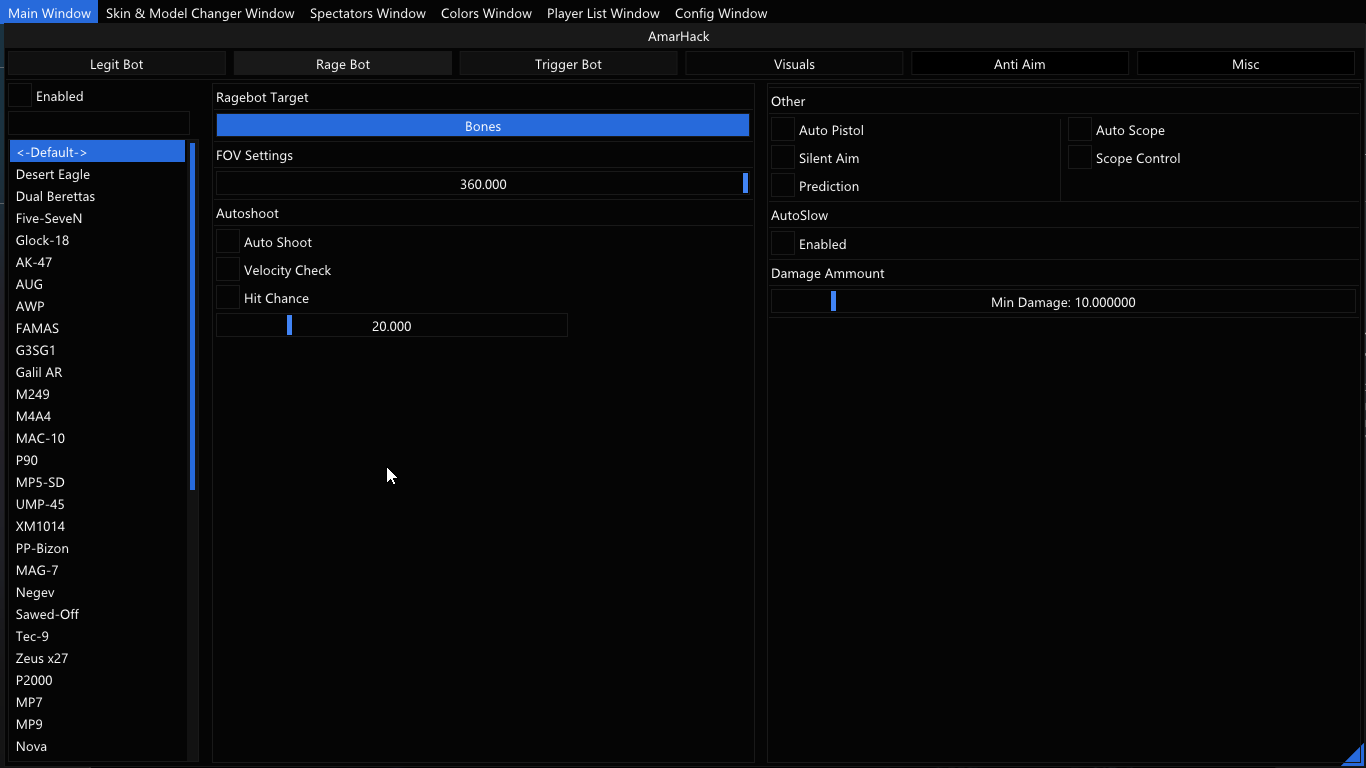 Main Window Skin & Model Changer Window Spectators Window Colors Window Player List Window Config Window
AmarHack
Legit Bot Rage Bot Trigger Bot Visuals Anti Aim Misc
Enabled
<-Default->
Desert Eagle
Dual Berettas
Five-SeveN
Glock-18
AK-47
AUG
AWP
FAMAS
G3SG1
Galil AR
M249
M4A4
MAC-10
P90
MP5-SD
UMP-45
XM1014
PP-Bizon
MAG-7
Negev
Sawed-Off
Tec-9
Zeus x27
P2000
MP7
MP9
Nova
Ragebot Target
Bones
FOV Settings
360.000
Autoshoot
Auto Shoot
Velocity Check
Hit Chance
20.000
Other
Auto Pistol
Silent Aim
Prediction
Auto Scope
Scope Control
AutoSlow
Enabled
Damage Ammount
Min Damage: 10.000000